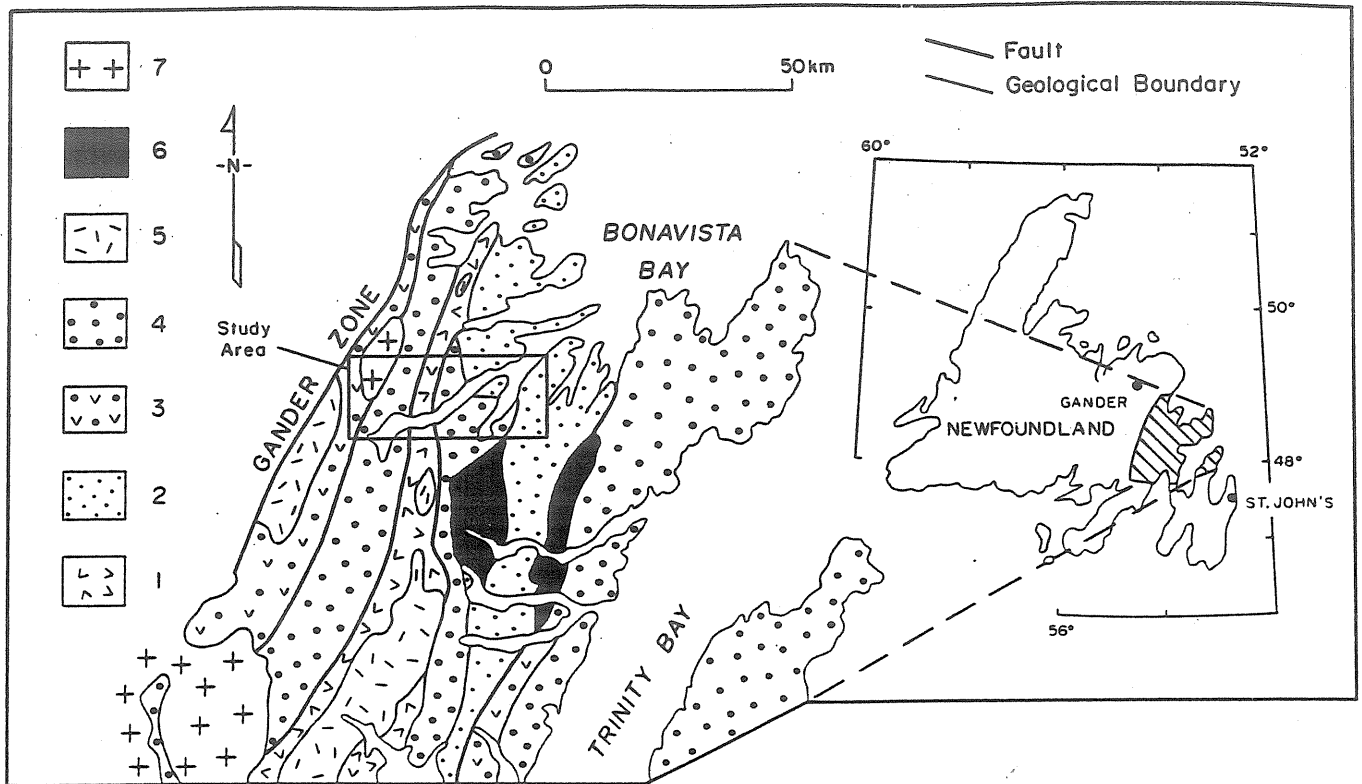 7
6
5
4
3
2
1
-N-
0
50km
Fault
Geological Boundary
BONAVISTA
BAY
GANDER ZONE
Study
Area
TRINITY BAY
60°
52°
50°
48°
56°
GANDER
NEWFOUNDLAND
ST. JOHN'S